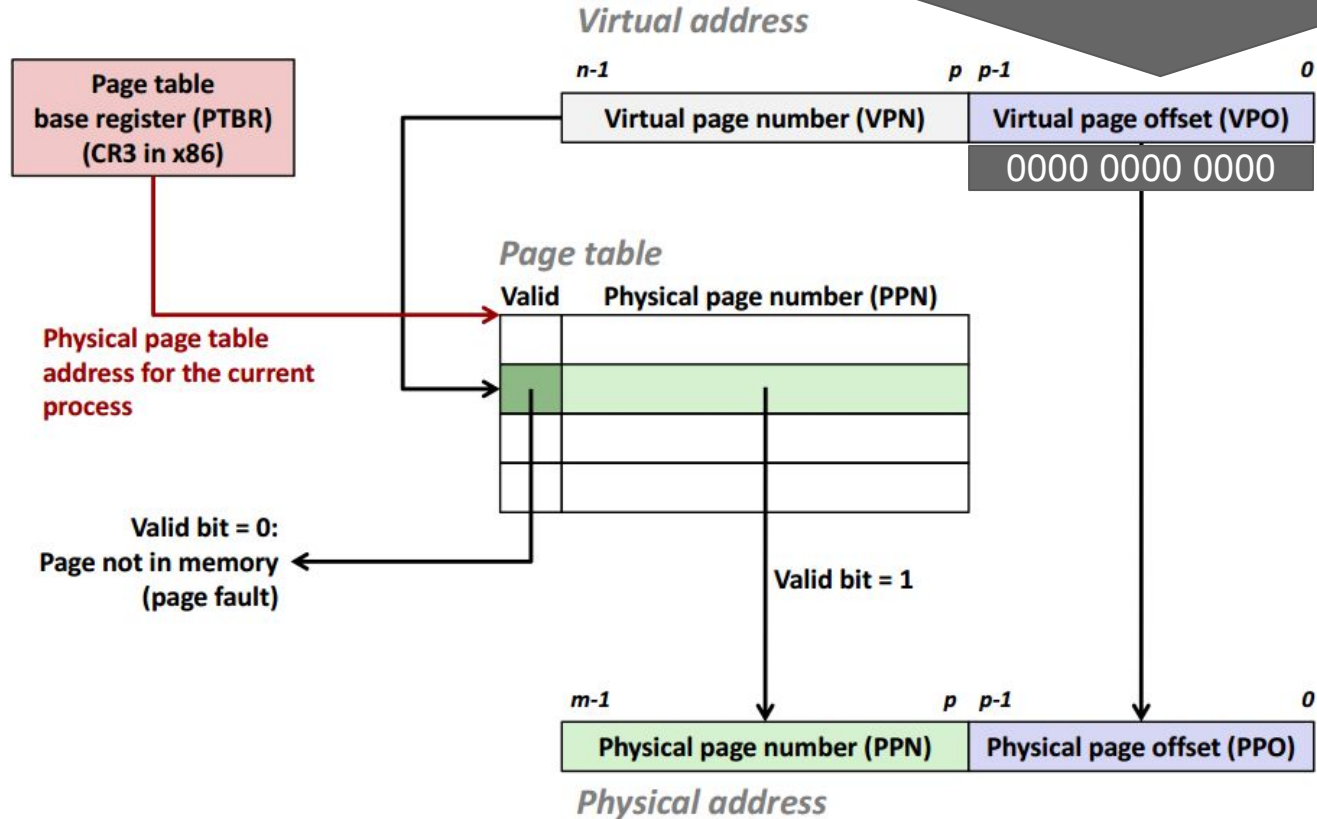 Virtual address
n-1 p p-1 0
Page table
base register (PTBR)
(CR3 in x86)
Virtual page number (VPN) Virtual page offset (VPO)
0000 0000 0000
Page table
Valid Physical page number (PPN)
Physical page table
address for the current
process
Valid bit = 0:
Page not in memory
(page fault)
Valid bit = 1
m-1 p p-1 0
Physical page number (PPN) Physical page offset (PPO)
Physical address